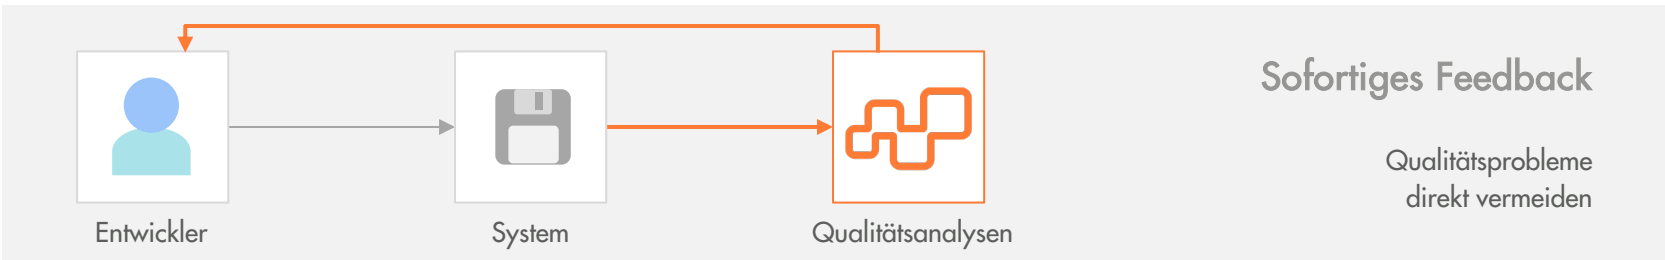 Sofortiges Feedback
Qualitätsprobleme
direkt vermeiden
Entwickler
System
Qualitätsanalysen